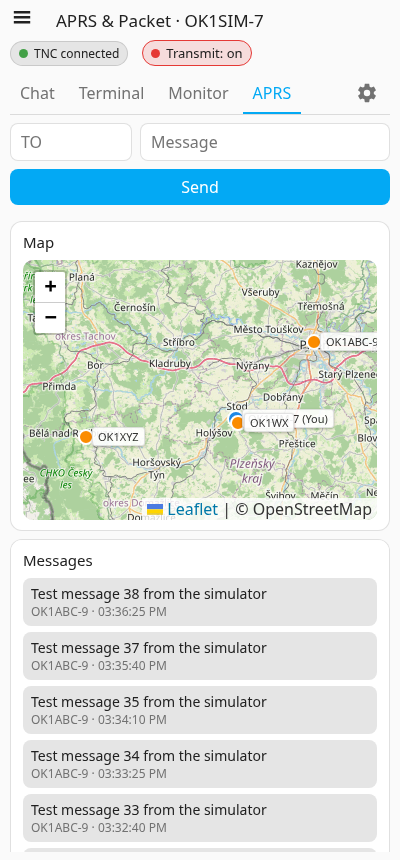 APRS & Packet · OK1SIM-7
TNC connected
Transmit: on
Chat
Terminal
Monitor
APRS
TO
Message
Send
Map
+
−
Planá
Kaznějov
Všeruby
Černošín
Třemošná
Město Touškov
okres Tachov
Stříbro
OK1ABC-9
Bor
Kladruby
Nýřany
Starý Plzene
Přimda
Dobřany
Stod
7 (You)
OK1WX
Bělá nad R
OK1XYZ
Holýšov
Přeštice
Blo
Horšovský
Týn
Plzeňský
kraj
CHKO Český
les
Švihov
Měčín
Leaflet | © OpenStreetMap
Messages
Test message 38 from the simulator
OK1ABC-9 · 03:36:25 PM
Test message 37 from the simulator
OK1ABC-9 · 03:35:40 PM
Test message 35 from the simulator
OK1ABC-9 · 03:34:10 PM
Test message 34 from the simulator
OK1ABC-9 · 03:33:25 PM
Test message 33 from the simulator
OK1ABC-9 · 03:32:40 PM